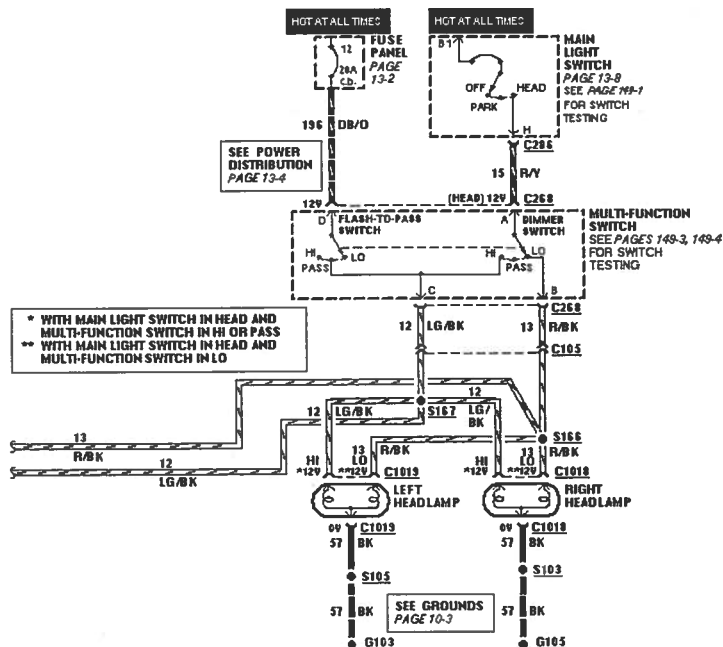 HOT AT ALL TIMES
HOT AT ALL TIMES
FUSE
PANEL
PAGE
13-2
12
20A
C.D.
B1
OFF
PARK
HEAD
H
MAIN
LIGHT
SWITCH
PAGE 13-8
SEE PAGE 149-1
FOR SWITCH
TESTING
196 DB/O
C286
15 R/Y
SEE POWER
DISTRIBUTION
PAGE 13-4
12V
(HEAD) 12V
C268
D
FLASH-TO-PASS
SWITCH
A
DIMMER
SWITCH
HI
PASS
LO
HI
PASS
LO
C
B
MULTI-FUNCTION
SWITCH
SEE PAGES 149-3, 149-4
FOR SWITCH
TESTING
C268
12 LG/BK
13 R/BK
C105
* WITH MAIN LIGHT SWITCH IN HEAD AND
MULTI-FUNCTION SWITCH IN HI OR PASS
** WITH MAIN LIGHT SWITCH IN HEAD AND
MULTI-FUNCTION SWITCH IN LO
12
LG/BK
S167
12
LG/
BK
13
R/BK
12
LG/BK
13
R/BK
S166
13
R/BK
HI
*12V
LO
**12V
C1019
HI
*12V
LO
**12V
C1018
LEFT
HEADLAMP
RIGHT
HEADLAMP
0V C1019
57 BK
0V C1018
57 BK
S105
S103
57 BK
SEE GROUNDS
PAGE 10-3
57 BK
G103
G105